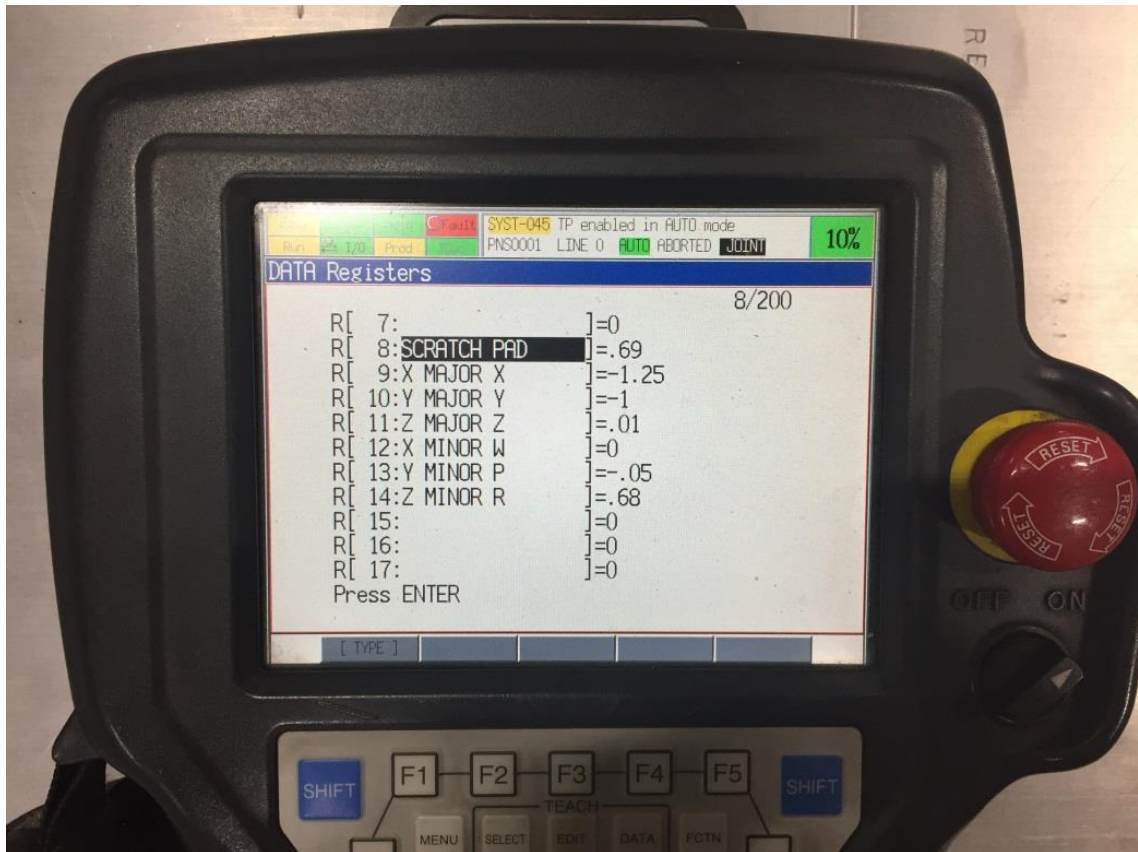 RE
Fault SYST-045 TP enabled in AUTO mode
Run I/O Prod PNS0001 LINE 0 AUTO ABORTED JOINT 10%
DATA Registers
8/200
R[ 7: ]=0
R[ 8:SCRATCH PAD ]=.69
R[ 9:X MAJOR X ]=-1.25
R[ 10:Y MAJOR Y ]=-1
R[ 11:Z MAJOR Z ]=.01
R[ 12:X MINOR W ]=0
R[ 13:Y MINOR P ]=-.05
R[ 14:Z MINOR R ]=.68
R[ 15: ]=0
R[ 16: ]=0
R[ 17: ]=0
Press ENTER
[ TYPE ]
RESET
RESET
RESET
OFF ON
SHIFT F1 F2 F3 F4 F5 SHIFT
TEACH
MENU SELECT EDIT DATA FCTN